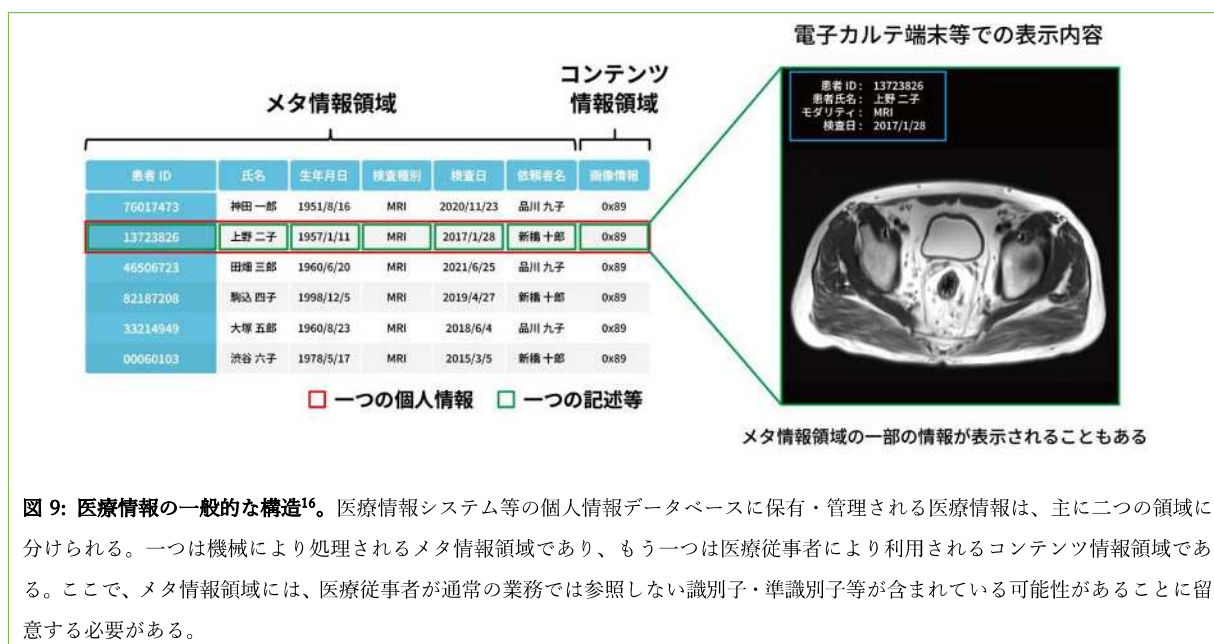 電子カルテ端末等での表示内容
メタ情報領域
コンテンツ
情報領域
患者 ID 氏名 生年月日 検査種別 検査日 依頼者名 画像情報
76017473 神田 一郎 1951/8/16 MRI 2020/11/23 品川 九子 0x89
13723826 上野 二子 1957/1/11 MRI 2017/1/28 新橋 十郎 0x89
46506723 田畑 三郎 1960/6/20 MRI 2021/6/25 品川 九子 0x89
82187208 駒込 四子 1998/12/5 MRI 2019/4/27 新橋 十郎 0x89
33214949 大塚 五郎 1960/8/23 MRI 2018/6/4 品川 九子 0x89
00060103 渋谷 六子 1978/5/17 MRI 2015/3/5 新橋 十郎 0x89
一つの個人情報 一つの記述等
患者 ID： 13723826
患者氏名： 上野 二子
モダリティ： MRI
検査日： 2017/1/28
メタ情報領域の一部の情報が表示されることもある
図 9: 医療情報の一般的な構造16。医療情報システム等の個人情報データベースに保有・管理される医療情報は、主に二つの領域に
分けられる。一つは機械により処理されるメタ情報領域であり、もう一つは医療従事者により利用されるコンテンツ情報領域であ
る。ここで、メタ情報領域には、医療従事者が通常の業務では参照しない識別子・準識別子等が含まれている可能性があることに留
意する必要がある。